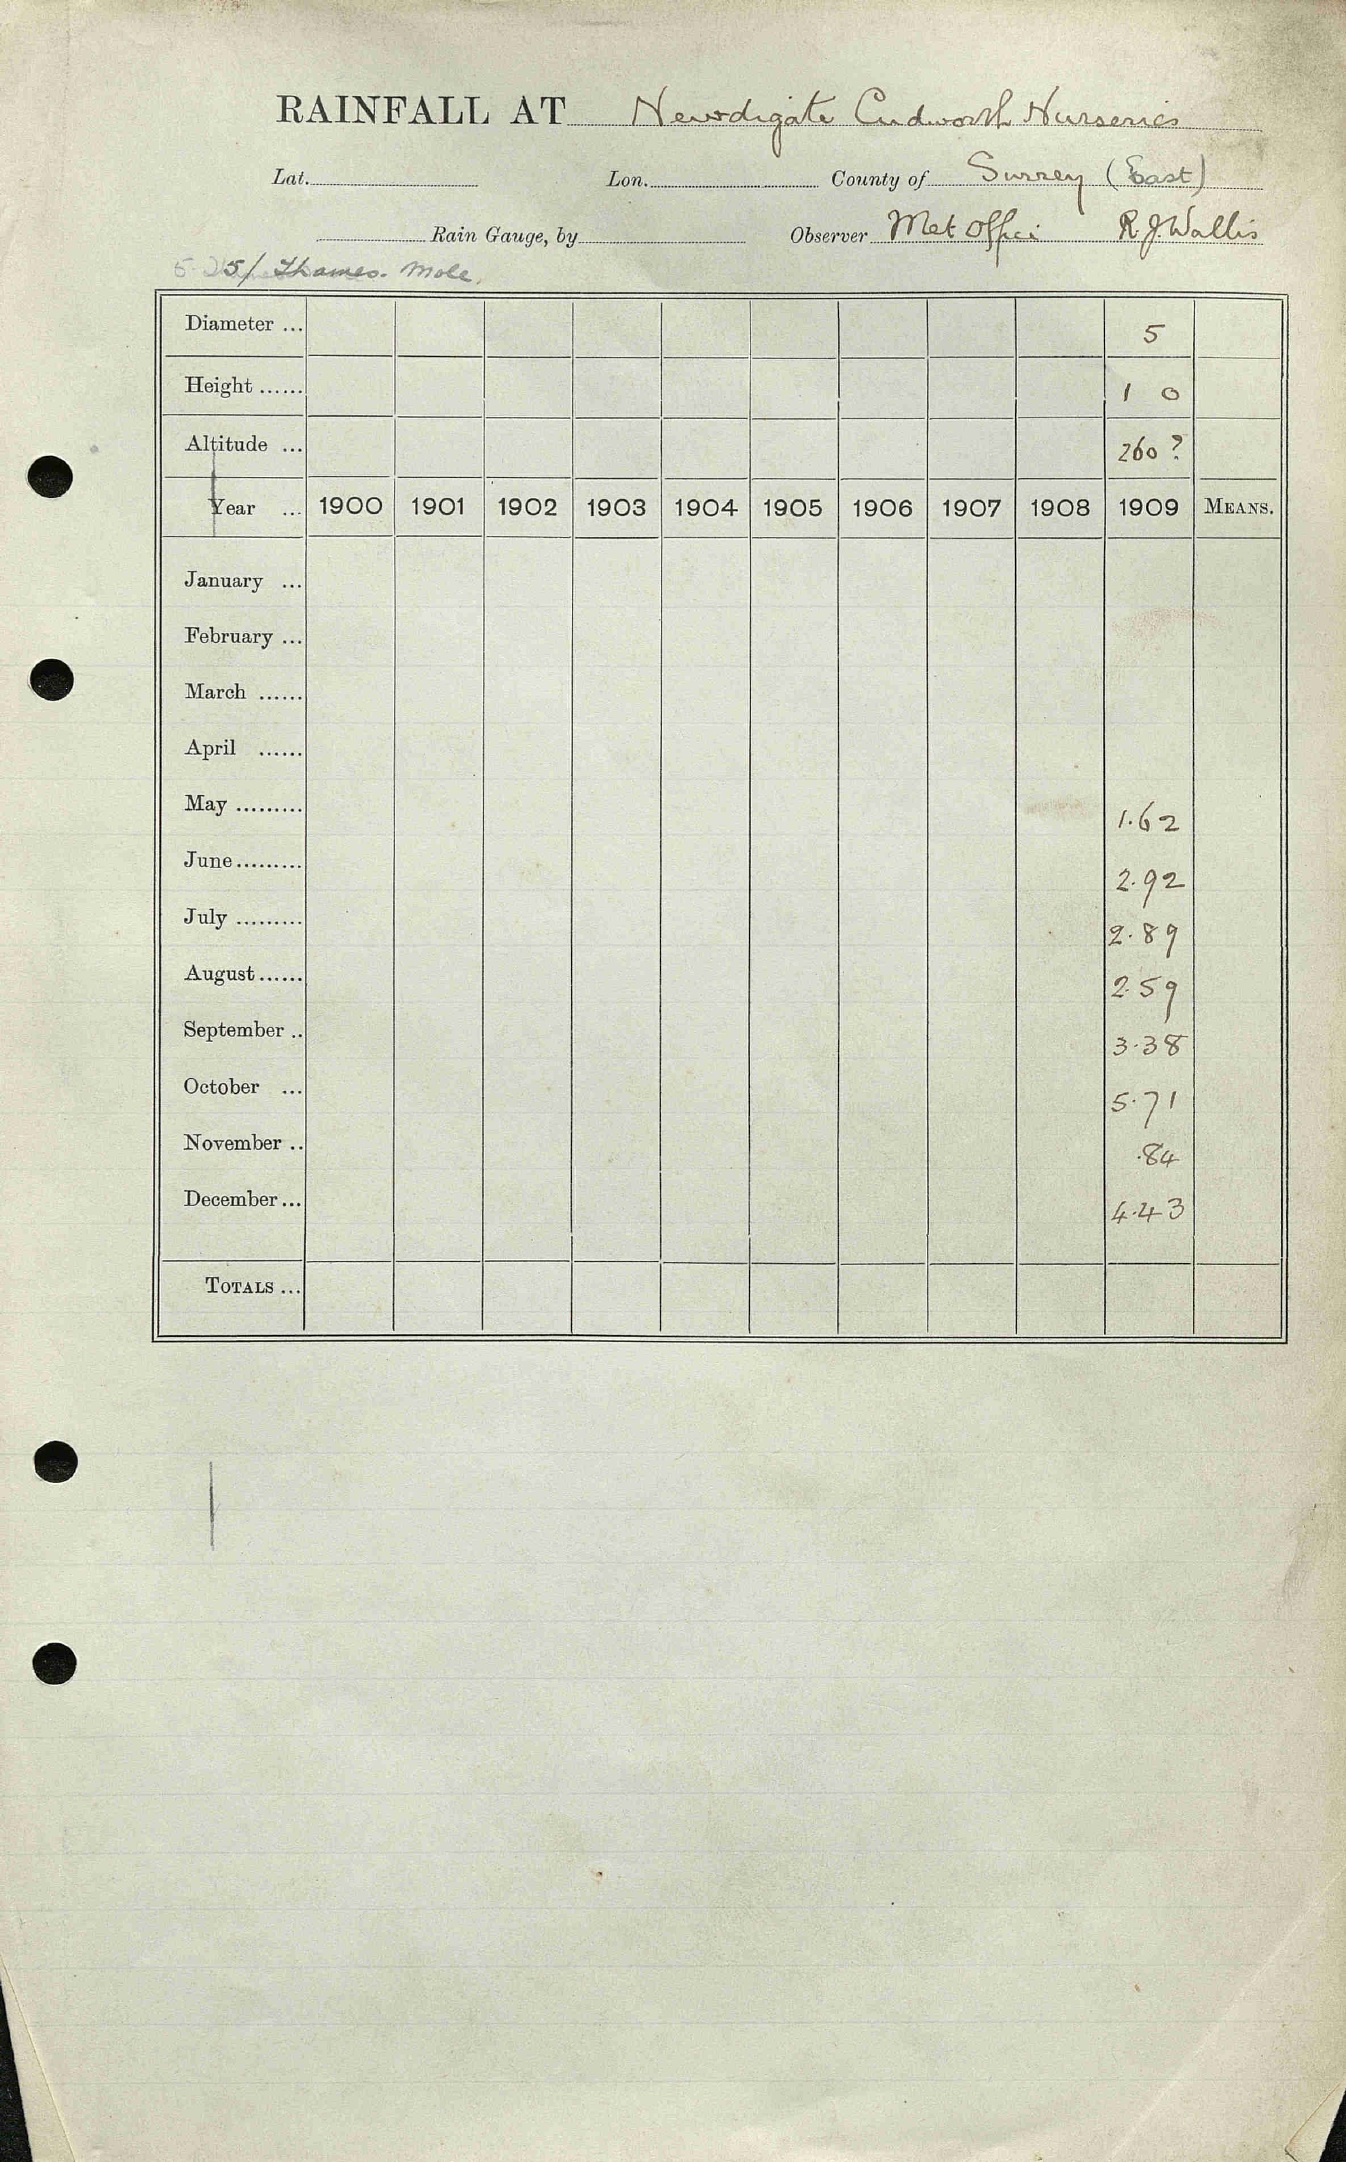 RAINFALL AT Newdigate Cudworth Nurseries
Lat. Lon. County of Surrey (East)
Rain Gauge, by Observer Met Office R J Wallis
5/ Thames. Mole.
Diameter ... 5
Height ...... 1 0
Altitude ... 260 ?
Year ... 1900 1901 1902 1903 1904 1905 1906 1907 1908 1909 MEANS.
January ...
February ...
March ......
April ......
May ......... 1.62
June ......... 2.92
July ......... 2.89
August ...... 2.59
September .. 3.38
October ... 5.71
November .. .84
December ... 4.43
TOTALS ...